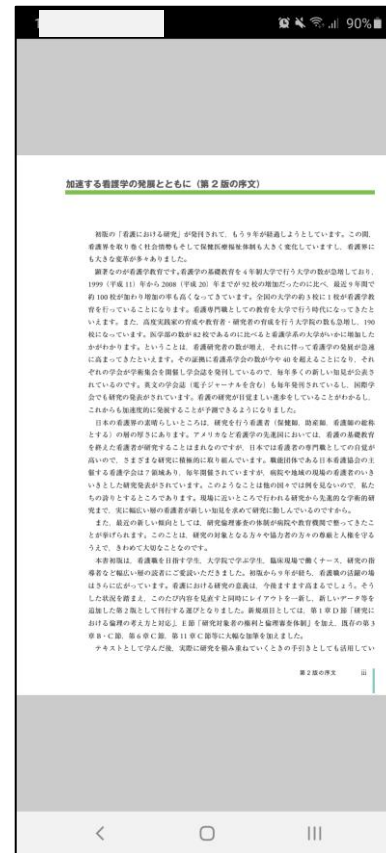 1
90%
加速する看護学の発展とともに（第2版の序文）
初版の「看護における研究」が発刊されて、もう9年が経過しようとしています。この間、
看護界を取り巻く社会情勢もそして保健医療福祉体制も大きく変化していますし、看護界に
も大きな変革が多々ありました。
顕著なのが看護学教育です。看護学の基礎教育を4年制大学で行う大学の数が急増しており、
1999（平成11）年から2008（平成20）年までが92校の増加だったのに比べ、最近9年間で
約100校が加わり増加の率も高くなってきています。全国の大学の約3校に1校が看護学教
育を行っていることになります。看護専門職としての教育を大学で行う時代になってきたと
いえます。また、高度実践家の育成や教育者・研究者の育成を行う大学院の数も急増し、190
校になっています。医学部の数が82校であるのに比べると看護学系の大学がいかに増加した
かがわかります。ということは、看護研究者の数が増え、それに伴って看護学の発展が急速
に高まってきたといえます。その証拠に看護系学会の数が今や40を超えることになり、それ
ぞれの学会が学術集会を開催し学会誌を発刊しているので、毎年多くの新しい知見が公表さ
れているのです。英文の学会誌（電子ジャーナルを含む）も毎年発刊されているし、国際学
会でも研究の発表がされています。看護の研究が目覚ましい進歩をしていることがわかるし、
これからも加速度的に発展することが予測できるようになりました。
日本の看護界の素晴らしいところは、研究を行う看護者（保健師、助産師、看護師の総称
とする）の層の厚さにあります。アメリカなど看護学の先進国においては、看護の基礎教育
を終えた看護者が研究することはまれなのですが、日本では看護者の専門職としての自覚が
高いので、さまざまな研究に積極的に取り組んでいます。職能団体である日本看護協会の主
催する看護学会は7領域あり、毎年開催されていますが、病院や地域の現場の看護者のいき
いきとした研究発表がされています。このようなことは他の国々では例を見ないので、私た
ちの誇りとするところであります。現場に近いところで行われる研究から先進的な学術的研
究まで、実に幅広い層の看護者が新しい知見を求めて研究に勤しんでいるのですから。
また、最近の新しい傾向としては、研究倫理審査の体制が病院や教育機関で整ってきたこ
とが挙げられます。このことは、研究の対象となる方々や協力者の方々の尊厳と人権を守る
うえで、きわめて大切なことなのです。
本書初版は、看護職を目指す学生、大学院で学ぶ学生、臨床現場で働くナース、研究の指
導者など幅広い層の読者にご愛読いただきました。初版から9年が経ち、看護職の活躍の場
はさらに広がっています。看護における研究の意義は、今後ますます高まるでしょう。そう
した状況を踏まえ、このたび内容を見直すと同時にレイアウトを一新し、新しいデータ等を
追加した第2版として刊行する運びとなりました。新規項目としては、第1章D節「研究に
おける倫理の考え方と対応」、E節「研究対象者の権利と倫理審査体制」を加え、既存の第3
章B・C節、第6章C節、第11章C節等に大幅な加筆を加えました。
テキストとして学んだ後、実際に研究を積み重ねていくときの手引きとしても活用してい
第2版の序文 iii